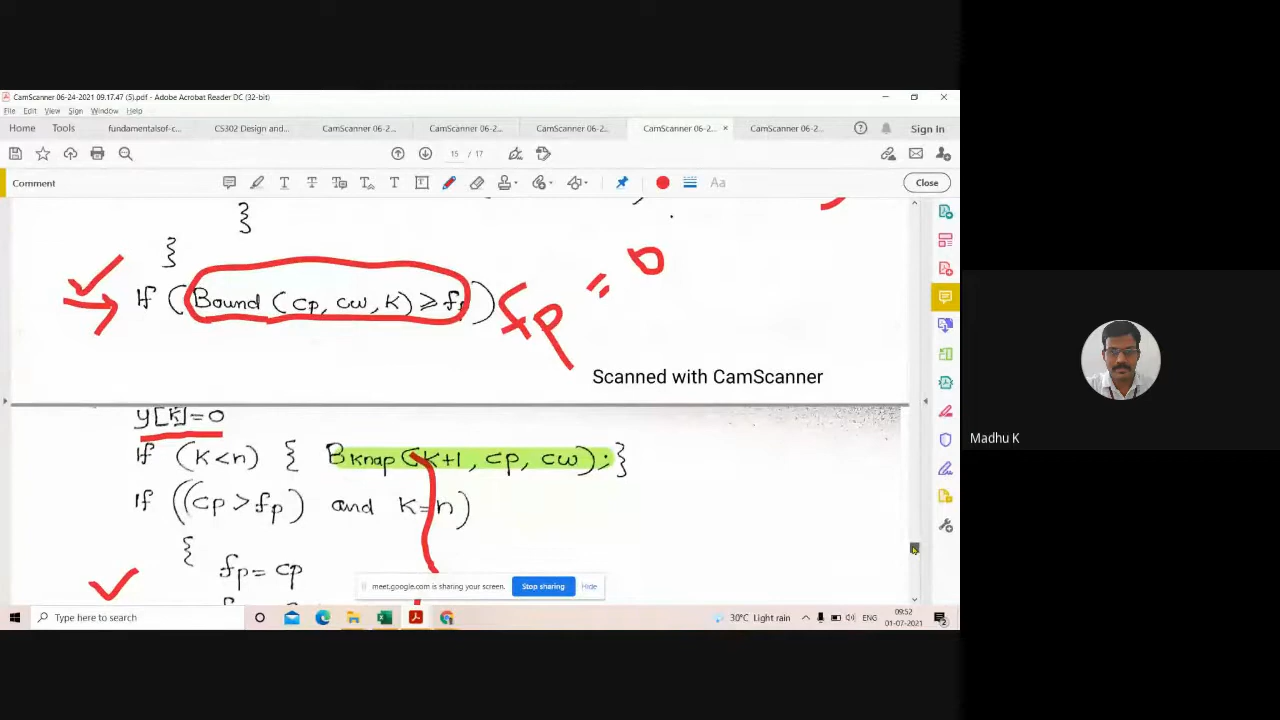 CamScanner 06-24-2021 09.17.47 (5).pdf - Adobe Acrobat Reader DC (32-bit)
File Edit View Sign Window Help
Home Tools fundamentalsof-c... CS302 Design and... CamScanner 06-2... CamScanner 06-2... CamScanner 06-2... CamScanner 06-2... × CamScanner 06-2... Sign In
15 / 17
Comment Aa Close
}
}
If (Bound (cp, cw, k) ≥ fp)
fp = 0
Scanned with CamScanner
y[k]=0
If (k<n) { Bknap(k+1, cp, cw);}
If ((cp>fp) and k=n)
{
fp = cp
meet.google.com is sharing your screen. Stop sharing Hide
Type here to search 30°C Light rain ENG 09:52 01-07-2021 2
Madhu K